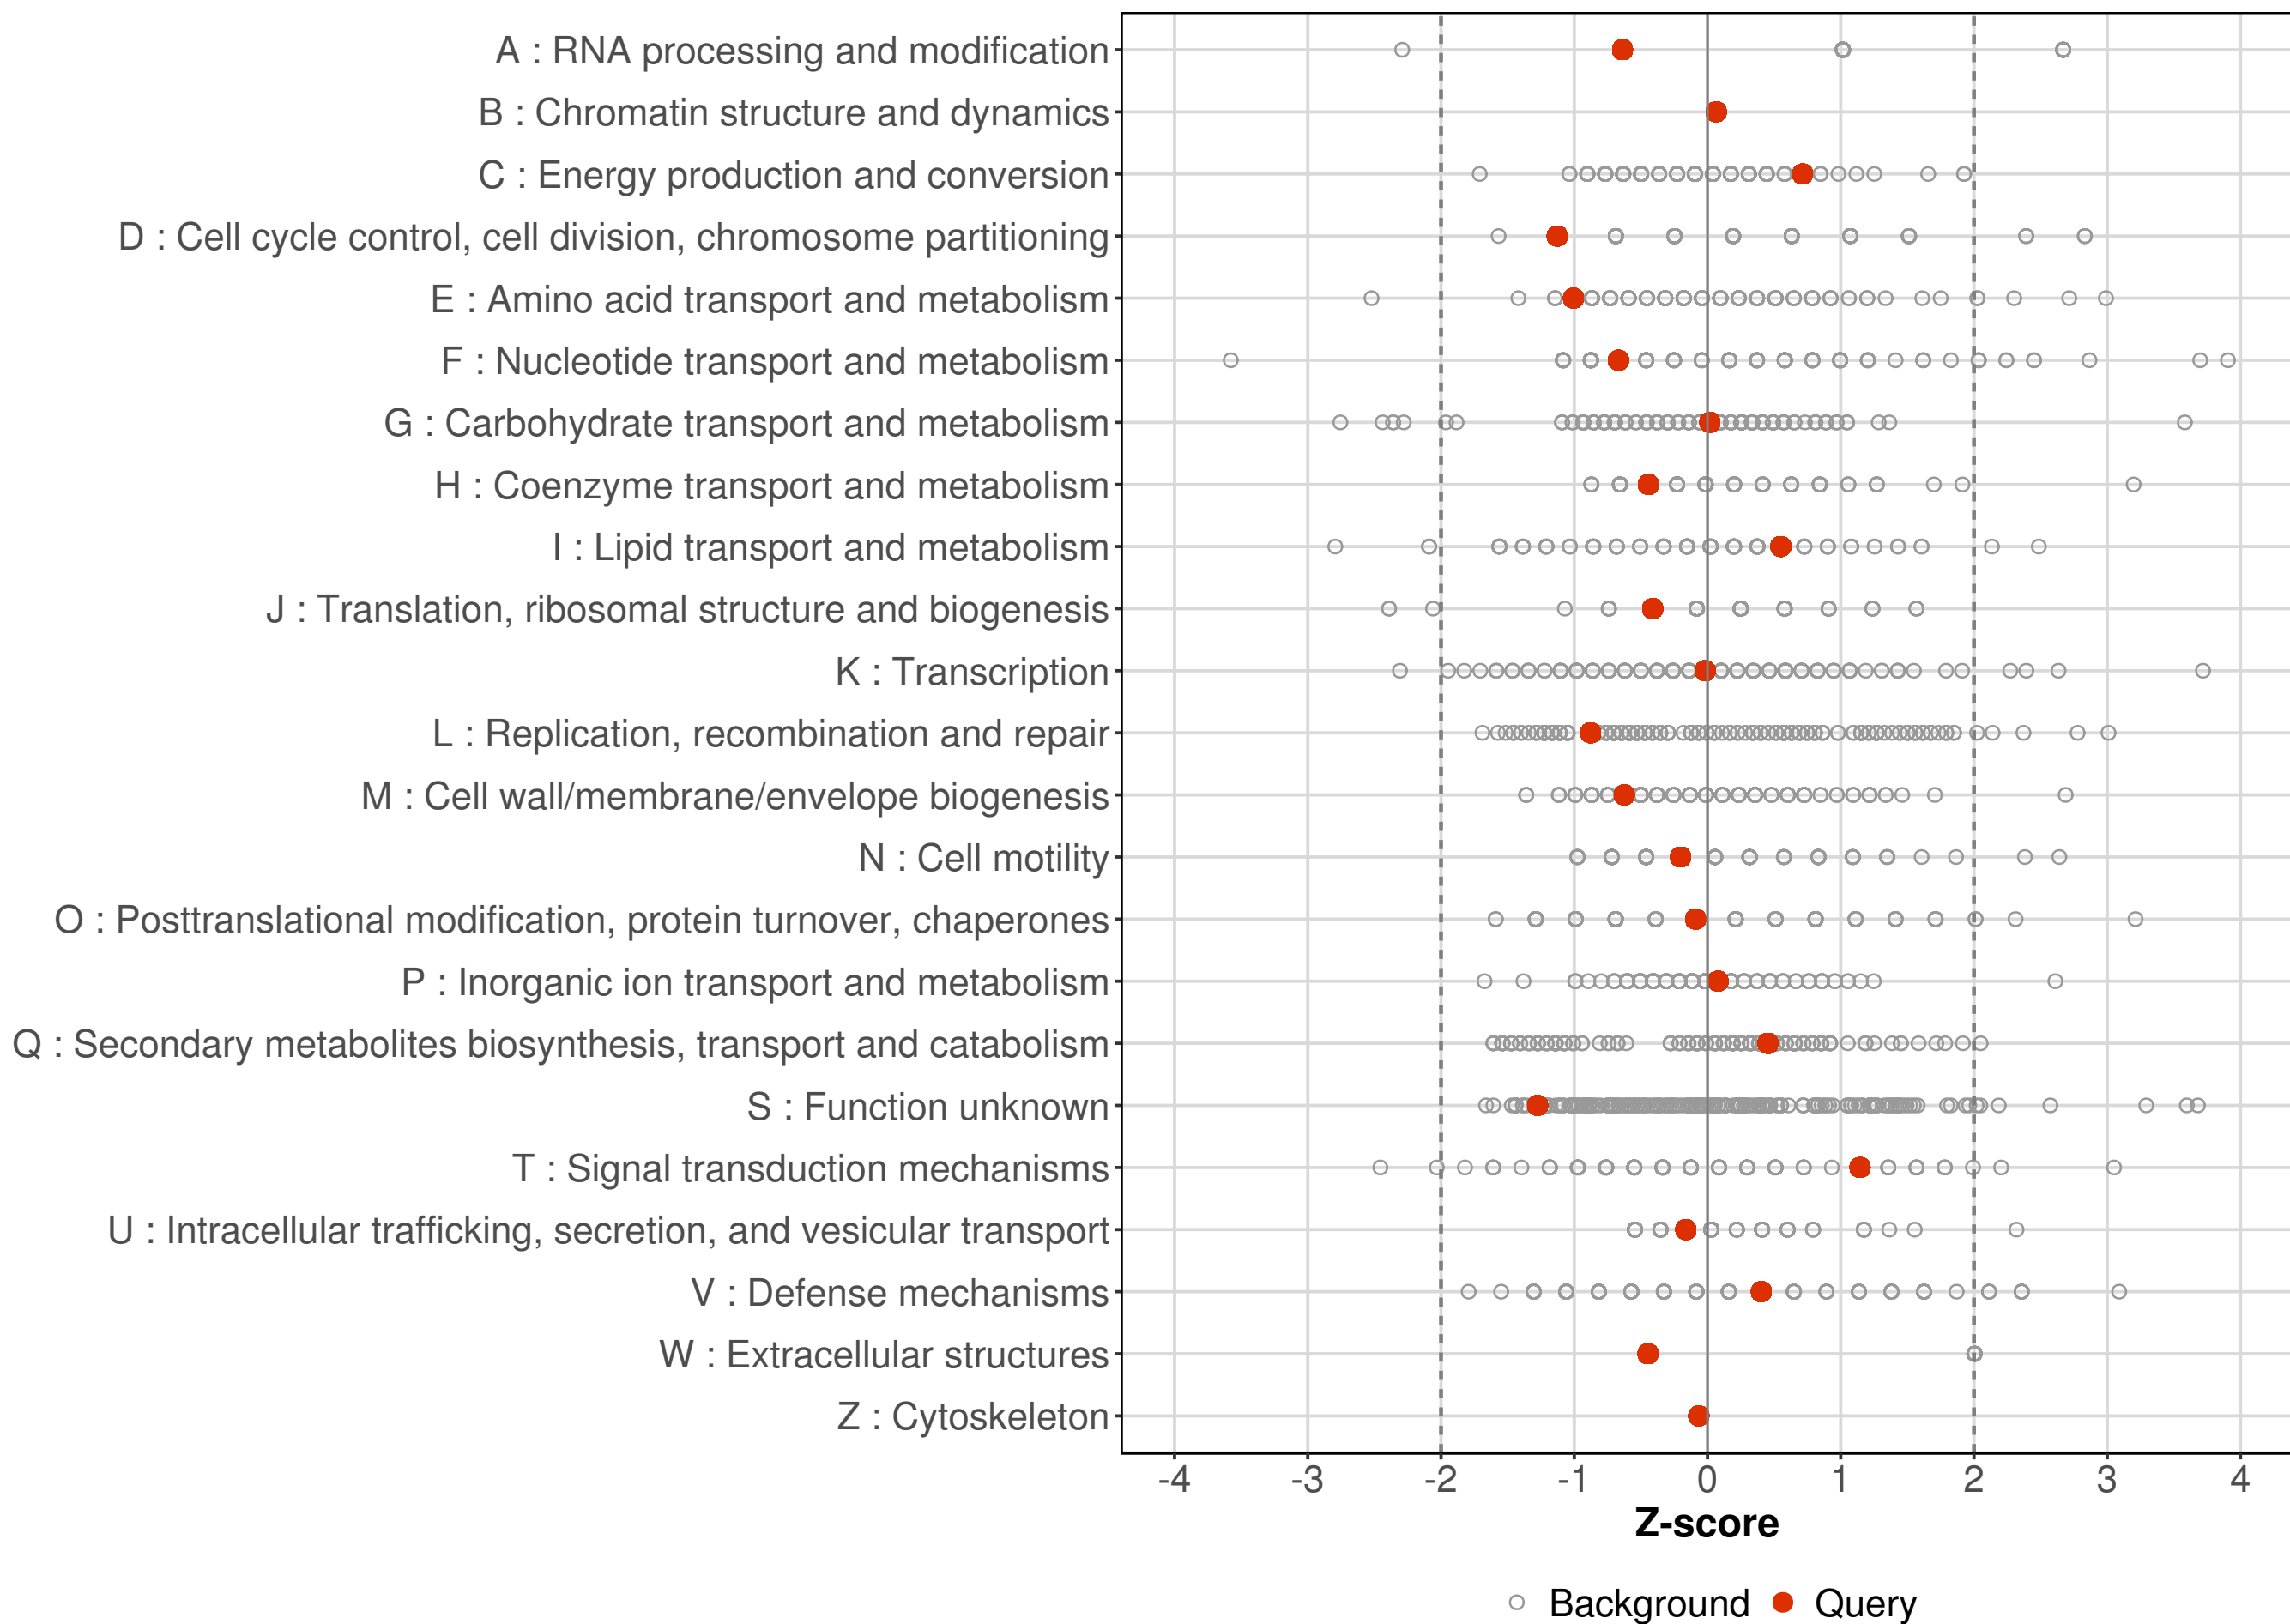 A : RNA processing and modification
B : Chromatin structure and dynamics
C : Energy production and conversion
D : Cell cycle control, cell division, chromosome partitioning
E : Amino acid transport and metabolism
F : Nucleotide transport and metabolism
G : Carbohydrate transport and metabolism
H : Coenzyme transport and metabolism
I : Lipid transport and metabolism
J : Translation, ribosomal structure and biogenesis
K : Transcription
L : Replication, recombination and repair
M : Cell wall/membrane/envelope biogenesis
N : Cell motility
O : Posttranslational modification, protein turnover, chaperones
P : Inorganic ion transport and metabolism
Q : Secondary metabolites biosynthesis, transport and catabolism
S : Function unknown
T : Signal transduction mechanisms
U : Intracellular trafficking, secretion, and vesicular transport
V : Defense mechanisms
W : Extracellular structures
Z : Cytoskeleton
-4 -3 -2 -1 0 1 2 3 4
Z-score
Background Query